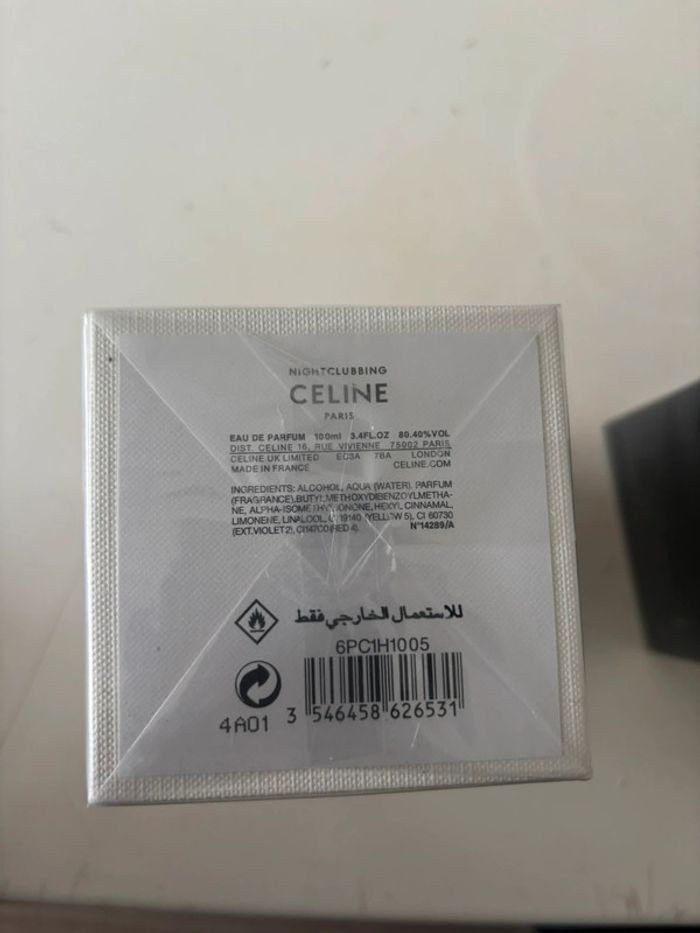 NIGHTCLUBBING
CELINE
PARIS
EAU DE PARFUM 100ml 3.4FL.OZ 80.40%VOL
DIST. CELINE 16, RUE VIVIENNE 75002 PARIS
CELINE UK LIMITED EC3A 7BA LONDON
MADE IN FRANCE CELINE.COM
INGREDIENTS: ALCOHOL, AQUA (WATER), PARFUM
(FRAGRANCE), BUTYL METHOXYDIBENZOYLMETHA-
NE, ALPHA-ISOMETHYL IONONE, HEXYL CINNAMAL,
LIMONENE, LINALOOL, CI 19140 (YELLOW 5), CI 60730
(EXT.VIOLET 2), CI 14700 (RED 4). N°14289/A
للاستعمال الخارجي فقط
6PC1H1005
4A01 3 546458 626531